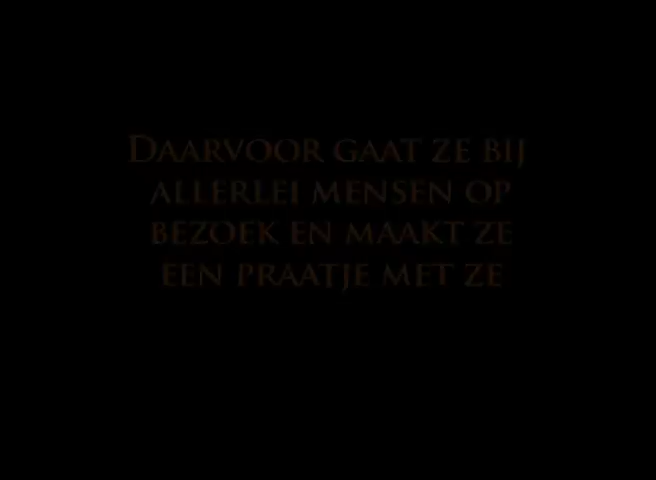 Daarvoor gaat ze bij
allerlei mensen op
bezoek en maakt ze
een praatje met ze